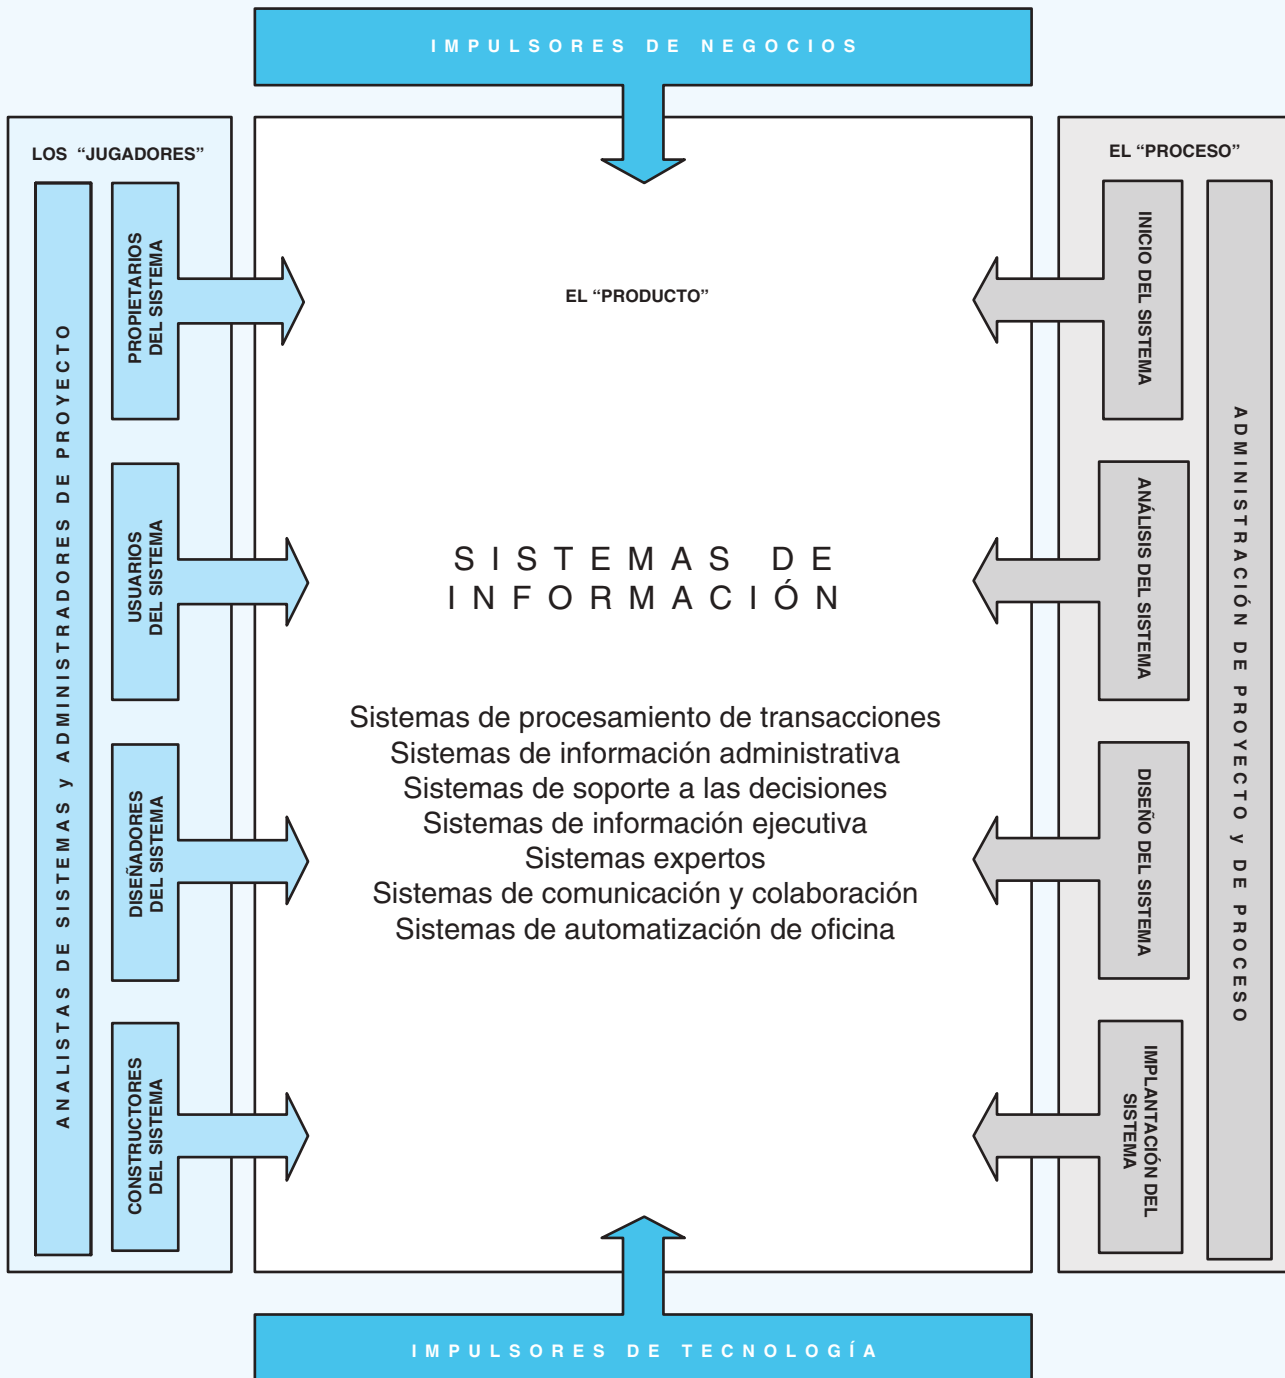 IMPULSORES DE NEGOCIOS
LOS “JUGADORES”
ANALISTAS DE SISTEMAS y ADMINISTRADORES DE PROYECTO
PROPIETARIOS
DEL SISTEMA
USUARIOS
DEL SISTEMA
DISEÑADORES
DEL SISTEMA
CONSTRUCTORES
DEL SISTEMA
EL “PRODUCTO”
SISTEMAS DE
INFORMACIÓN
Sistemas de procesamiento de transacciones
Sistemas de información administrativa
Sistemas de soporte a las decisiones
Sistemas de información ejecutiva
Sistemas expertos
Sistemas de comunicación y colaboración
Sistemas de automatización de oficina
EL “PROCESO”
INICIO DEL SISTEMA
ANÁLISIS DEL SISTEMA
DISEÑO DEL SISTEMA
IMPLANTACIÓN DEL
SISTEMA
ADMINISTRACIÓN DE PROYECTO y DE PROCESO
IMPULSORES DE TECNOLOGÍA